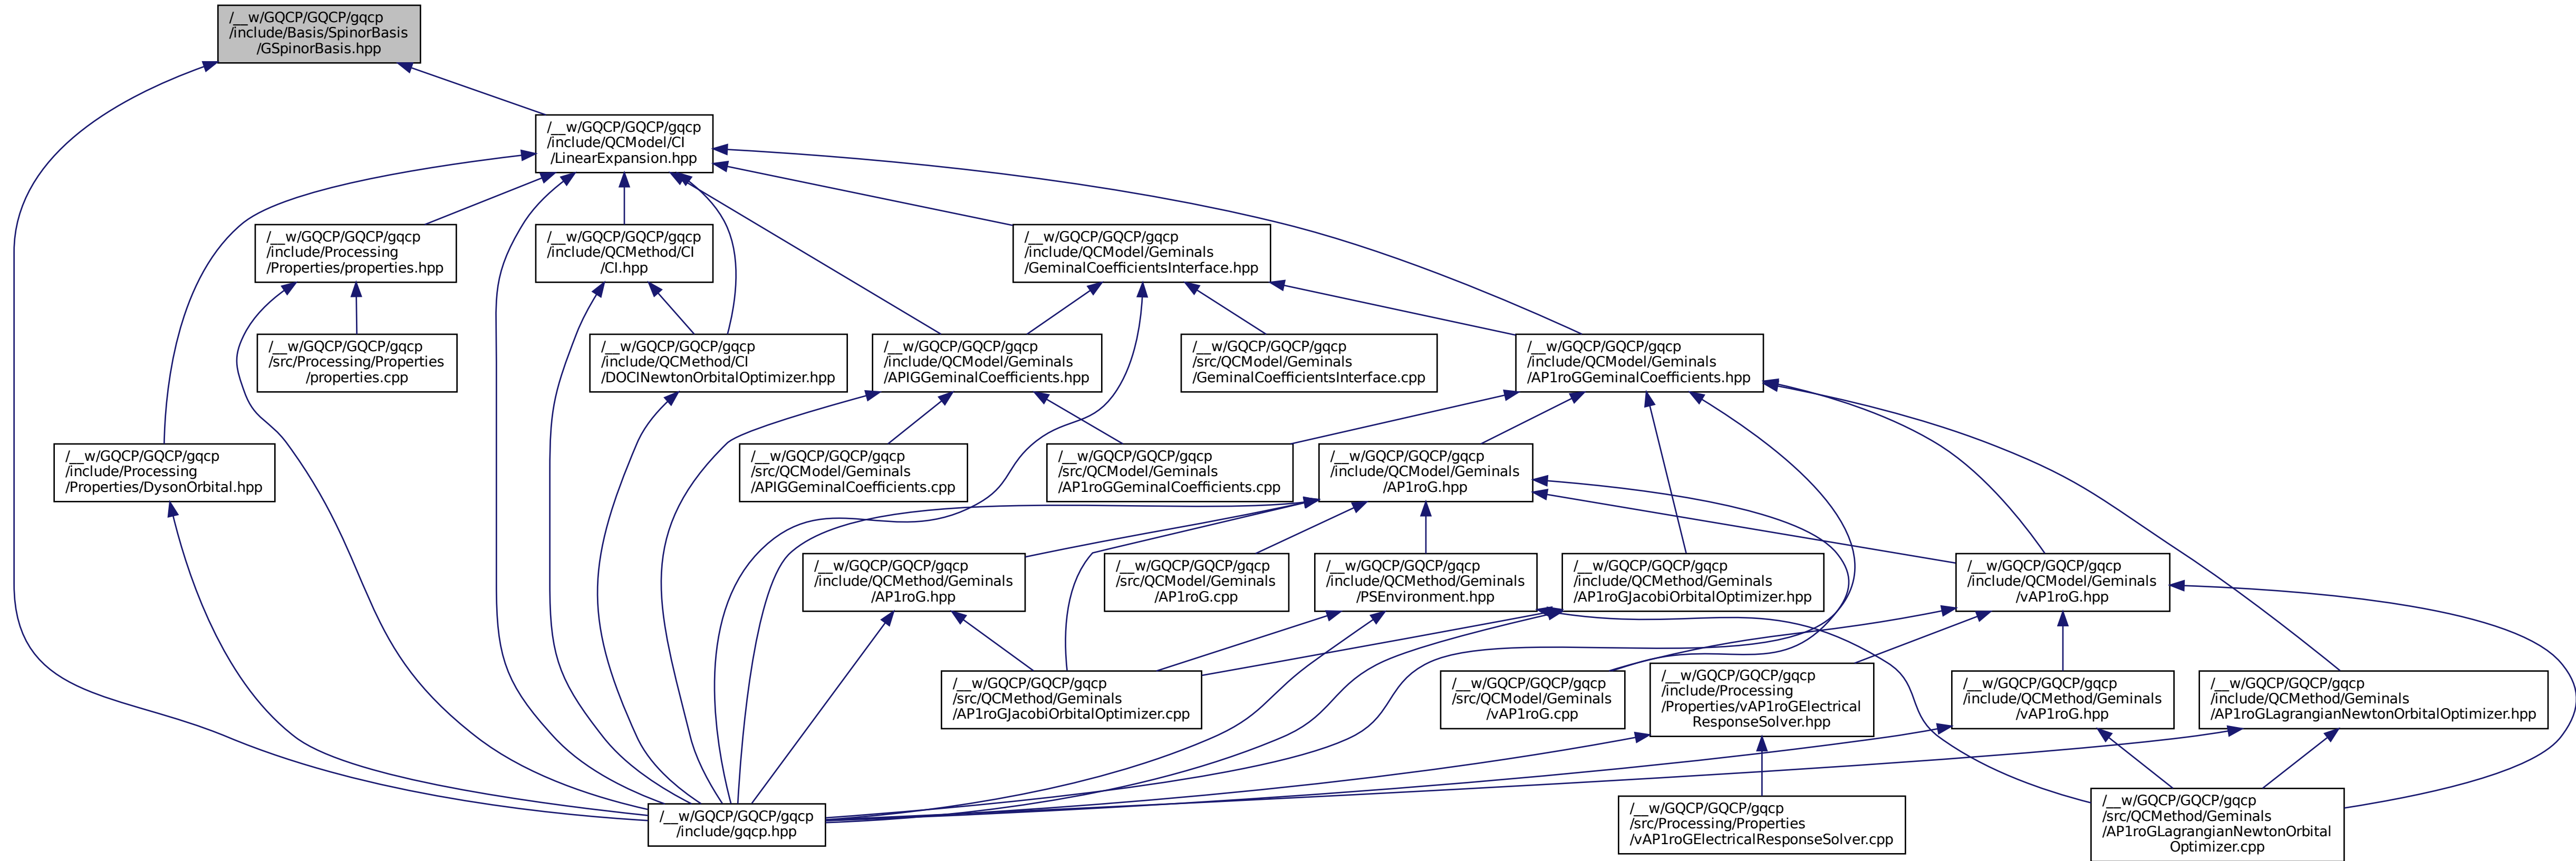 /__w/GQCP/GQCP/gqcp
/include/Basis/SpinorBasis
/GSpinorBasis.hpp
/__w/GQCP/GQCP/gqcp
/include/QCModel/CI
/LinearExpansion.hpp
/__w/GQCP/GQCP/gqcp
/include/Processing
/Properties/properties.hpp
/__w/GQCP/GQCP/gqcp
/include/QCMethod/CI
/CI.hpp
/__w/GQCP/GQCP/gqcp
/include/QCModel/Geminals
/GeminalCoefficientsInterface.hpp
/__w/GQCP/GQCP/gqcp
/src/Processing/Properties
/properties.cpp
/__w/GQCP/GQCP/gqcp
/include/QCMethod/CI
/DOCINewtonOrbitalOptimizer.hpp
/__w/GQCP/GQCP/gqcp
/include/QCModel/Geminals
/APIGGeminalCoefficients.hpp
/__w/GQCP/GQCP/gqcp
/src/QCModel/Geminals
/GeminalCoefficientsInterface.cpp
/__w/GQCP/GQCP/gqcp
/include/QCModel/Geminals
/AP1roGGeminalCoefficients.hpp
/__w/GQCP/GQCP/gqcp
/include/Processing
/Properties/DysonOrbital.hpp
/__w/GQCP/GQCP/gqcp
/src/QCModel/Geminals
/APIGGeminalCoefficients.cpp
/__w/GQCP/GQCP/gqcp
/src/QCModel/Geminals
/AP1roGGeminalCoefficients.cpp
/__w/GQCP/GQCP/gqcp
/include/QCModel/Geminals
/AP1roG.hpp
/__w/GQCP/GQCP/gqcp
/include/QCMethod/Geminals
/AP1roG.hpp
/__w/GQCP/GQCP/gqcp
/src/QCModel/Geminals
/AP1roG.cpp
/__w/GQCP/GQCP/gqcp
/include/QCMethod/Geminals
/PSEnvironment.hpp
/__w/GQCP/GQCP/gqcp
/include/QCMethod/Geminals
/AP1roGJacobiOrbitalOptimizer.hpp
/__w/GQCP/GQCP/gqcp
/include/QCModel/Geminals
/vAP1roG.hpp
/__w/GQCP/GQCP/gqcp
/src/QCMethod/Geminals
/AP1roGJacobiOrbitalOptimizer.cpp
/__w/GQCP/GQCP/gqcp
/src/QCModel/Geminals
/vAP1roG.cpp
/__w/GQCP/GQCP/gqcp
/include/Processing
/Properties/vAP1roGElectrical
ResponseSolver.hpp
/__w/GQCP/GQCP/gqcp
/include/QCMethod/Geminals
/vAP1roG.hpp
/__w/GQCP/GQCP/gqcp
/include/QCMethod/Geminals
/AP1roGLagrangianNewtonOrbitalOptimizer.hpp
/__w/GQCP/GQCP/gqcp
/include/gqcp.hpp
/__w/GQCP/GQCP/gqcp
/src/Processing/Properties
/vAP1roGElectricalResponseSolver.cpp
/__w/GQCP/GQCP/gqcp
/src/QCMethod/Geminals
/AP1roGLagrangianNewtonOrbital
Optimizer.cpp